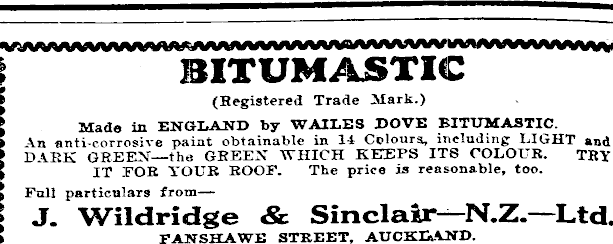 BITUMASTIC
(Registered Trade Mark.)
Made in ENGLAND by WAILES DOVE BITUMASTIC.
An anti-corrosive paint obtainable in 14 Colours, including LIGHT and
DARK GREEN—the GREEN WHICH KEEPS ITS COLOUR. TRY
IT FOR YOUR ROOF. The price is reasonable, too.
Full particulars from—
J. Wildridge & Sinclair—N.Z.—Ltd.
FANSHAWE STREET, AUCKLAND.